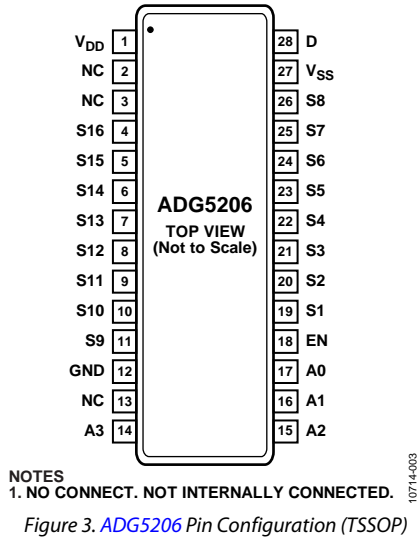 VDD 1 28 D
NC 2 27 VSS
NC 3 26 S8
S16 4 25 S7
S15 5 24 S6
S14 6 23 S5
S13 7 22 S4
S12 8 21 S3
S11 9 20 S2
S10 10 19 S1
S9 11 18 EN
GND 12 17 A0
NC 13 16 A1
A3 14 15 A2
ADG5206
TOP VIEW
(Not to Scale)
NOTES
1. NO CONNECT. NOT INTERNALLY CONNECTED.
10714-003
Figure 3. ADG5206 Pin Configuration (TSSOP)